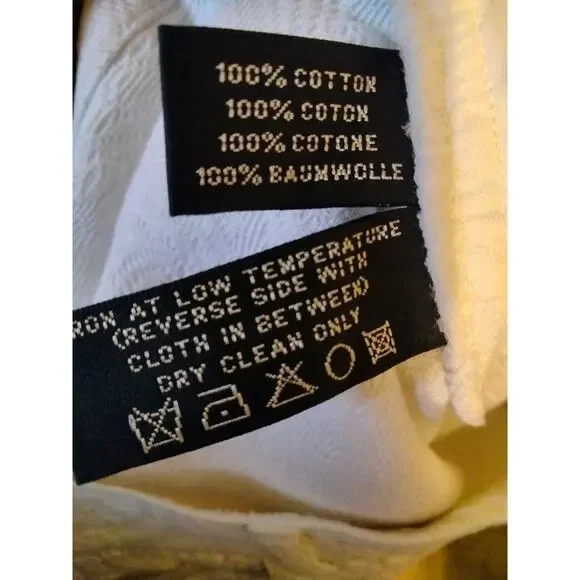 100% COTTON
100% COTON
100% COTONE
100% BAUMWOLLE
RON AT LOW TEMPERATURE
(REVERSE SIDE WITH
CLOTH IN BETWEEN)
DRY CLEAN ONLY